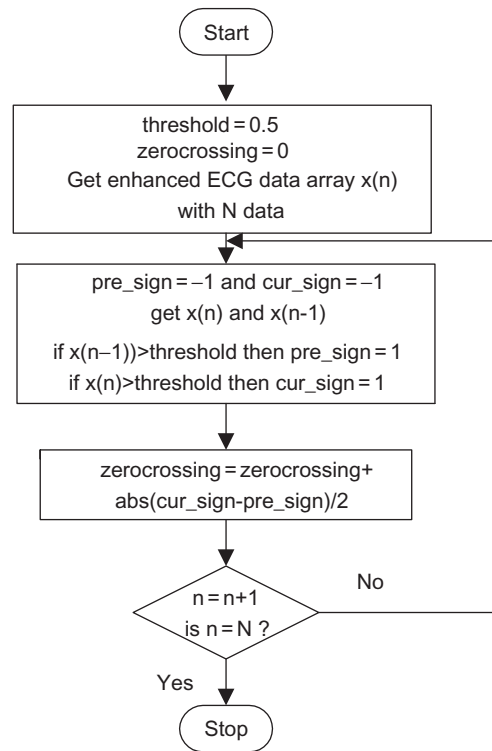 Start
threshold = 0.5
zerocrossing = 0
Get enhanced ECG data array x(n)
with N data
pre_sign = −1 and cur_sign = −1
get x(n) and x(n-1)
if x(n−1))>threshold then pre_sign = 1
if x(n)>threshold then cur_sign = 1
zerocrossing = zerocrossing+
abs(cur_sign-pre_sign)/2
n = n+1
is n = N ?
No
Yes
Stop